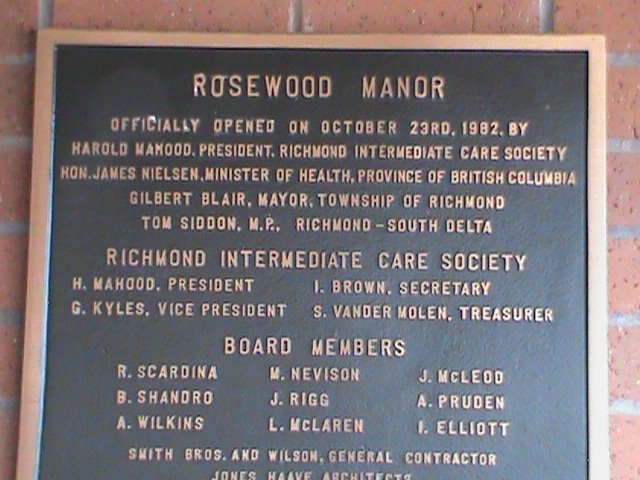 ROSEWOOD MANOR
OFFICIALLY OPENED ON OCTOBER 23RD, 1982, BY
HAROLD MAHOOD, PRESIDENT, RICHMOND INTERMEDIATE CARE SOCIETY
HON. JAMES NIELSEN, MINISTER OF HEALTH, PROVINCE OF BRITISH COLUMBIA
GILBERT BLAIR, MAYOR, TOWNSHIP OF RICHMOND
TOM SIDDON, M.P., RICHMOND - SOUTH DELTA
RICHMOND INTERMEDIATE CARE SOCIETY
H. MAHOOD, PRESIDENT I. BROWN, SECRETARY
G. KYLES, VICE PRESIDENT S. VANDER MOLEN, TREASURER
BOARD MEMBERS
R. SCARDINA M. NEVISON J. McLEOD
B. SHANDRO J. RIGG A. PRUDEN
A. WILKINS L. McLAREN I. ELLIOTT
SMITH BROS. AND WILSON, GENERAL CONTRACTOR
JONES HAAVE ARCHITECTS